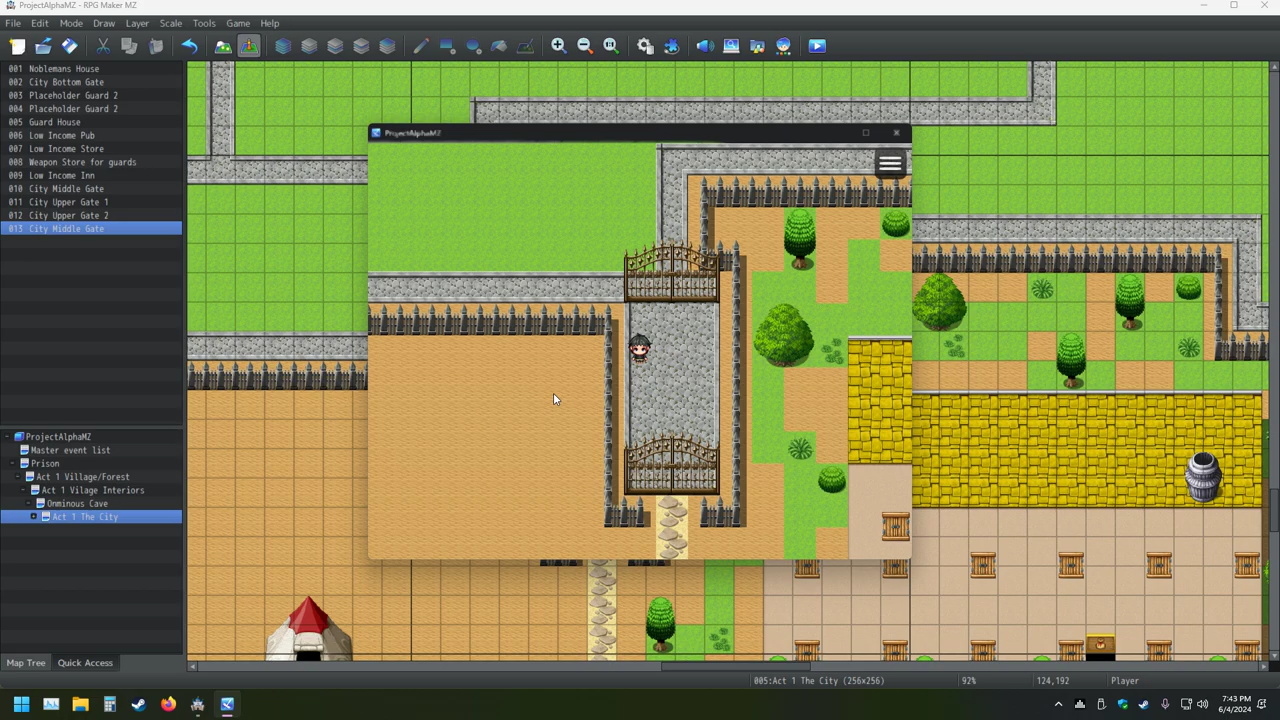 ProjectAlphaMZ - RPG Maker MZ
File Edit Mode Draw Layer Scale Tools Game Help
001 Noblemans House
002 City Bottom Gate
003 Placeholder Guard 2
004 Placeholder Guard 2
005 Guard House
006 Low Income Pub
007 Low Income Store
008 Weapon Store for guards
009 Low Income Inn
010 City Middle Gate
011 City Upper Gate 1
012 City Upper Gate 2
013 City Middle Gate
ProjectAlphaMZ
ProjectAlphaMZ
Master event list
Prison
Act 1 Village/Forest
Act 1 Vilage Interiors
Onminous Cave
Act 1 The City
Map Tree Quick Access
005:Act 1 The City (256x256) 92% 124,192 Player
7:43 PM
6/4/2024